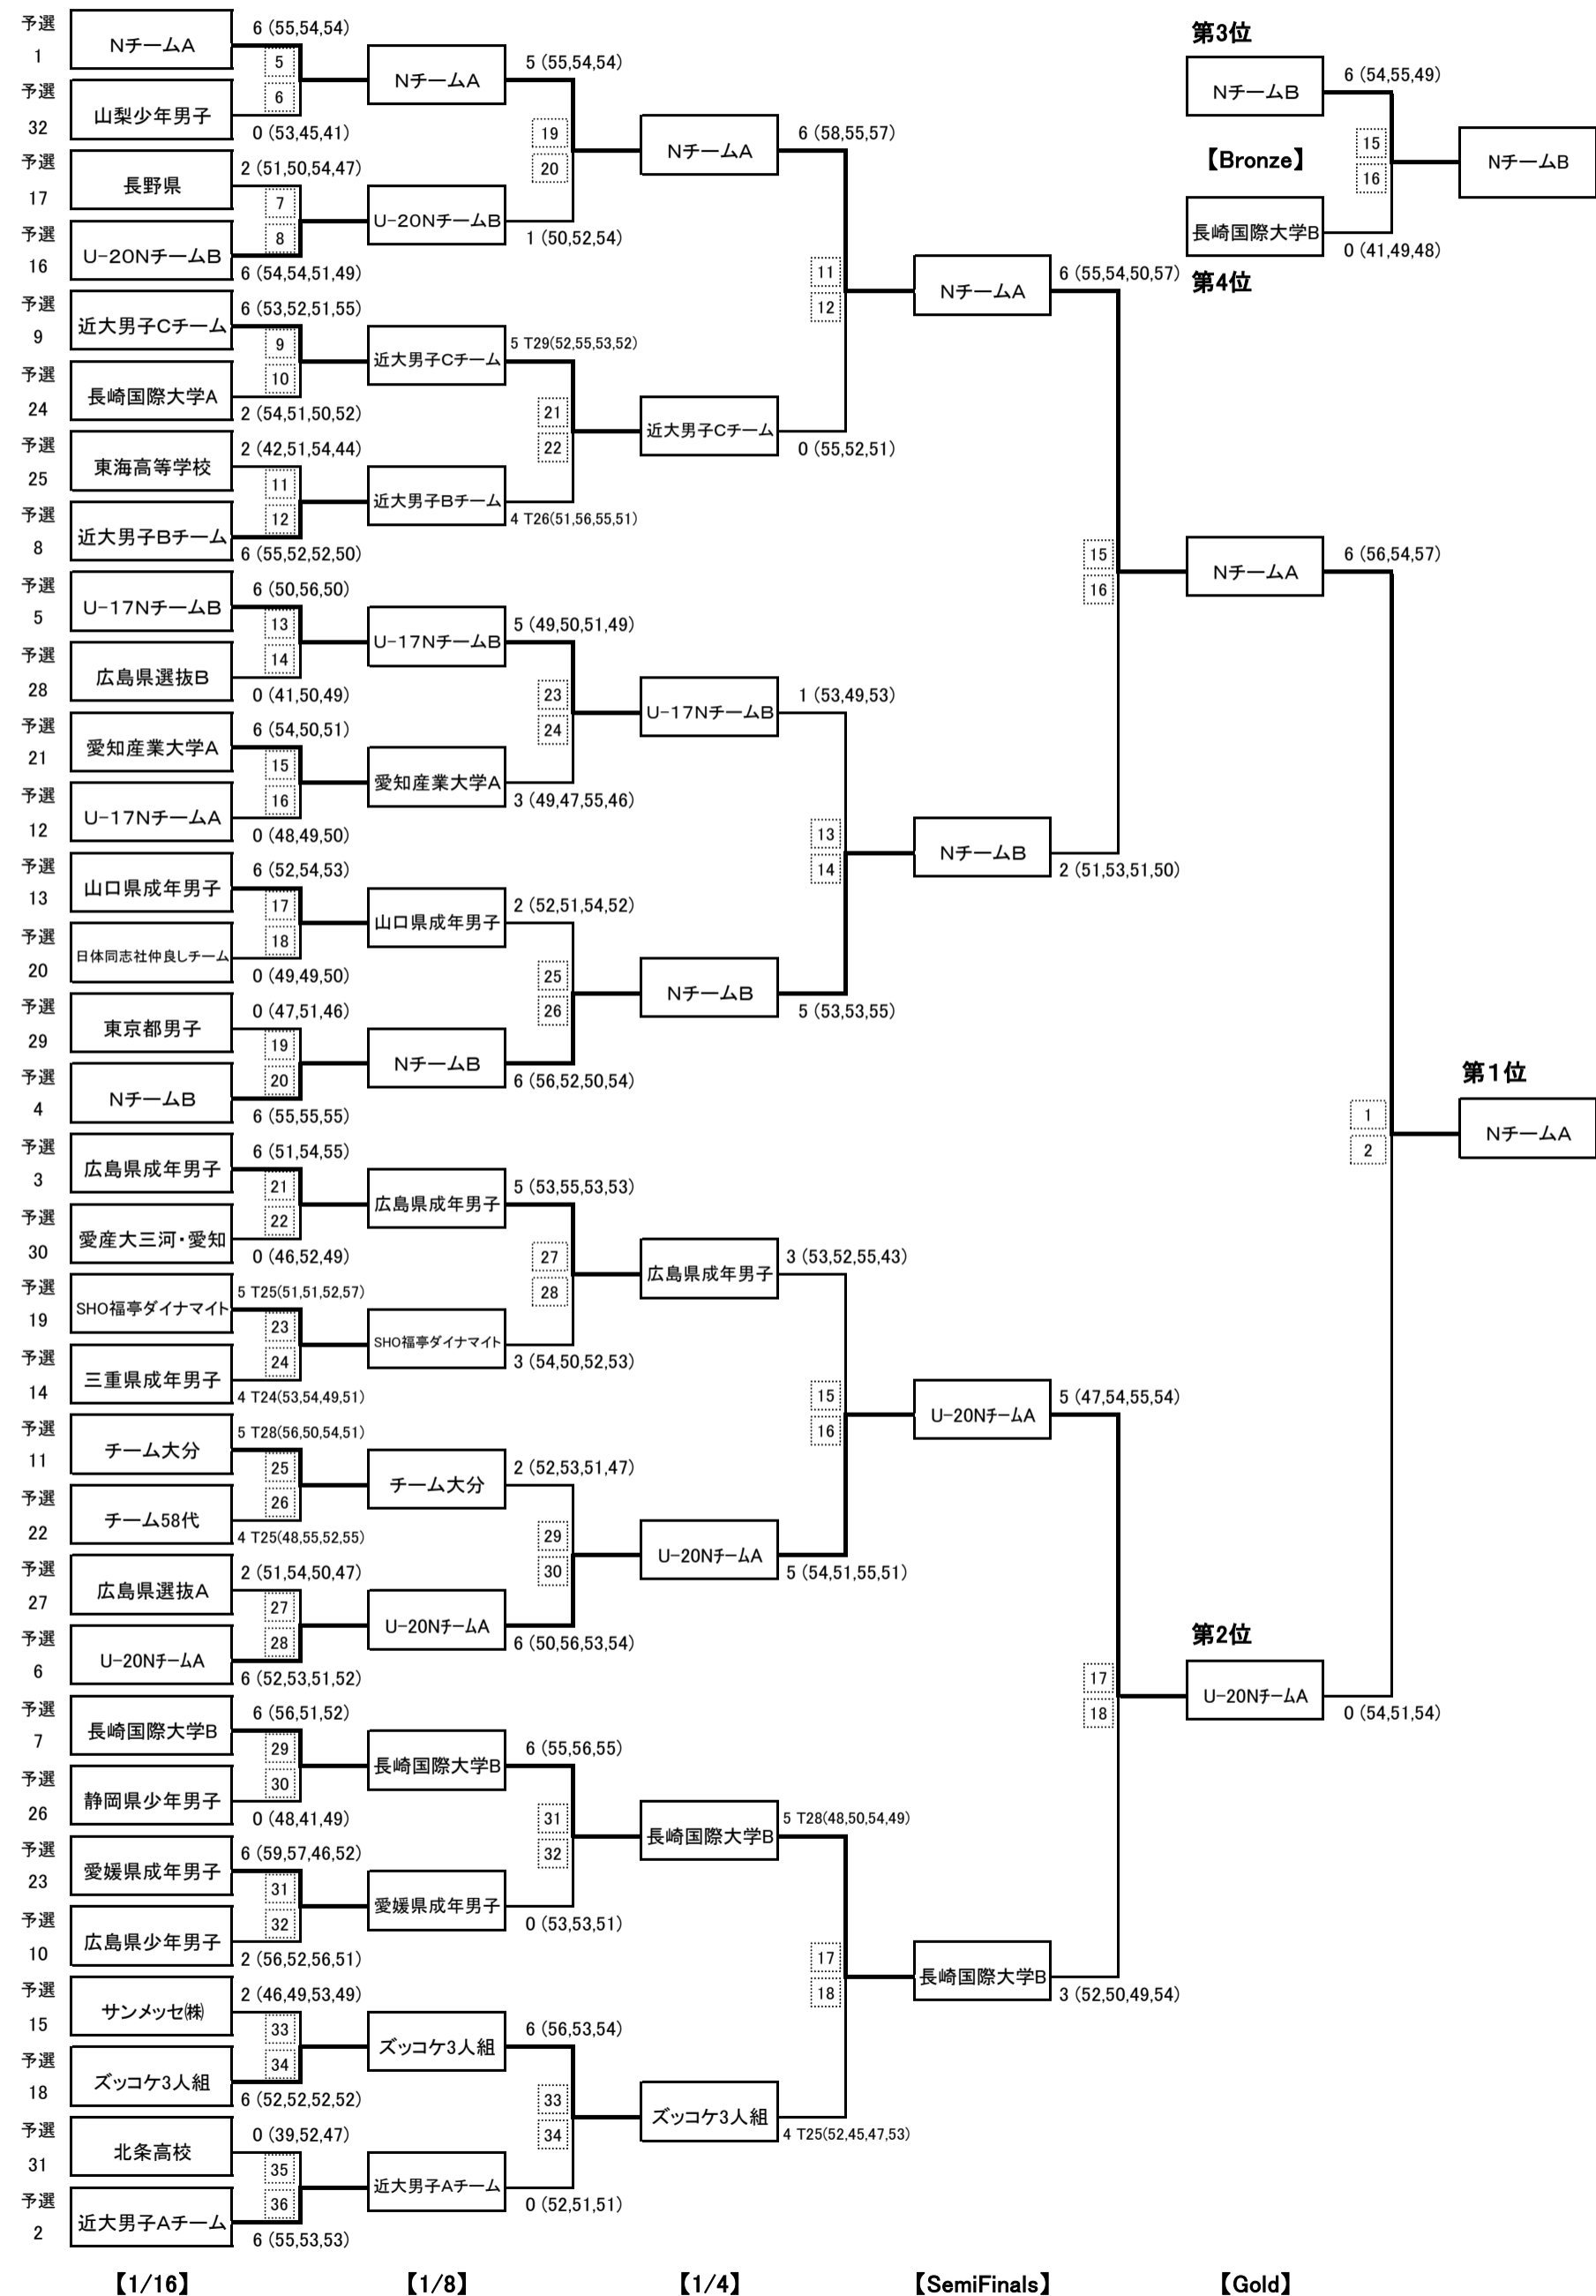 予選
1
NチームA
6 (55,54,54)
5
6
予選
32
山梨少年男子
0 (53,45,41)
予選
17
長野県
2 (51,50,54,47)
7
8
予選
16
U-20NチームB
6 (54,54,51,49)
予選
9
近大男子Cチーム
6 (53,52,51,55)
9
10
予選
24
長崎国際大学A
2 (54,51,50,52)
予選
25
東海高等学校
2 (42,51,54,44)
11
12
予選
8
近大男子Bチーム
6 (55,52,52,50)
予選
5
U-17NチームB
6 (50,56,50)
13
14
予選
28
広島県選抜B
0 (41,50,49)
予選
21
愛知産業大学A
6 (54,50,51)
15
16
予選
12
U-17NチームA
0 (48,49,50)
予選
13
山口県成年男子
6 (52,54,53)
17
18
予選
20
日体同志社仲良しチーム
0 (49,49,50)
予選
29
東京都男子
0 (47,51,46)
19
20
予選
4
NチームB
6 (55,55,55)
予選
3
広島県成年男子
6 (51,54,55)
21
22
予選
30
愛産大三河・愛知
0 (46,52,49)
予選
19
SHO福亭ダイナマイト
5 T25(51,51,52,57)
23
24
予選
14
三重県成年男子
4 T24(53,54,49,51)
予選
11
チーム大分
5 T28(56,50,54,51)
25
26
予選
22
チーム58代
4 T25(48,55,52,55)
予選
27
広島県選抜A
2 (51,54,50,47)
27
28
予選
6
U-20NチームA
6 (52,53,51,52)
予選
7
長崎国際大学B
6 (56,51,52)
29
30
予選
26
静岡県少年男子
0 (48,41,49)
予選
23
愛媛県成年男子
6 (59,57,46,52)
31
32
予選
10
広島県少年男子
2 (56,52,56,51)
予選
15
サンメッセ㈱
2 (46,49,53,49)
33
34
予選
18
ズッコケ3人組
6 (52,52,52,52)
予選
31
北条高校
0 (39,52,47)
35
36
予選
2
近大男子Aチーム
6 (55,53,53)
【1/16】
NチームA
5 (55,54,54)
19
20
U-20NチームB
1 (50,52,54)
近大男子Cチーム
5 T29(52,55,53,52)
21
22
近大男子Bチーム
4 T26(51,56,55,51)
U-17NチームB
5 (49,50,51,49)
23
24
愛知産業大学A
3 (49,47,55,46)
山口県成年男子
2 (52,51,54,52)
25
26
NチームB
6 (56,52,50,54)
広島県成年男子
5 (53,55,53,53)
27
28
SHO福亭ダイナマイト
3 (54,50,52,53)
チーム大分
2 (52,53,51,47)
29
30
U-20NチームA
6 (50,56,53,54)
長崎国際大学B
6 (55,56,55)
31
32
愛媛県成年男子
0 (53,53,51)
ズッコケ3人組
6 (56,53,54)
33
34
近大男子Aチーム
0 (52,51,51)
【1/8】
NチームA
6 (58,55,57)
11
12
近大男子Cチーム
0 (55,52,51)
U-17NチームB
1 (53,49,53)
13
14
NチームB
5 (53,53,55)
広島県成年男子
3 (53,52,55,43)
15
16
U-20NチームA
5 (54,51,55,51)
長崎国際大学B
5 T28(48,50,54,49)
17
18
ズッコケ3人組
4 T25(52,45,47,53)
【1/4】
NチームA
6 (55,54,50,57)
15
16
NチームB
2 (51,53,51,50)
U-20NチームA
5 (47,54,55,54)
17
18
長崎国際大学B
3 (52,50,49,54)
【SemiFinals】
第3位
NチームB
6 (54,55,49)
【Bronze】
15
16
NチームB
長崎国際大学B
0 (41,49,48)
第4位
NチームA
6 (56,54,57)
第1位
1
2
NチームA
第2位
U-20NチームA
0 (54,51,54)
【Gold】